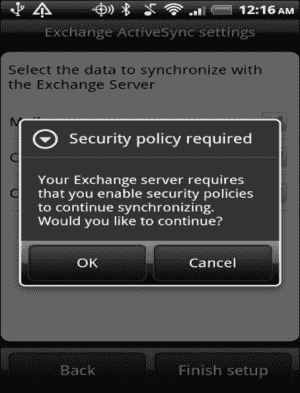 12:16 AM
Exchange ActiveSync settings
Select the data to synchronize with
the Exchange Server
Security policy required
Your Exchange server requires
that you enable security policies
to continue synchronizing.
Would you like to continue?
OK Cancel
Back Finish setup